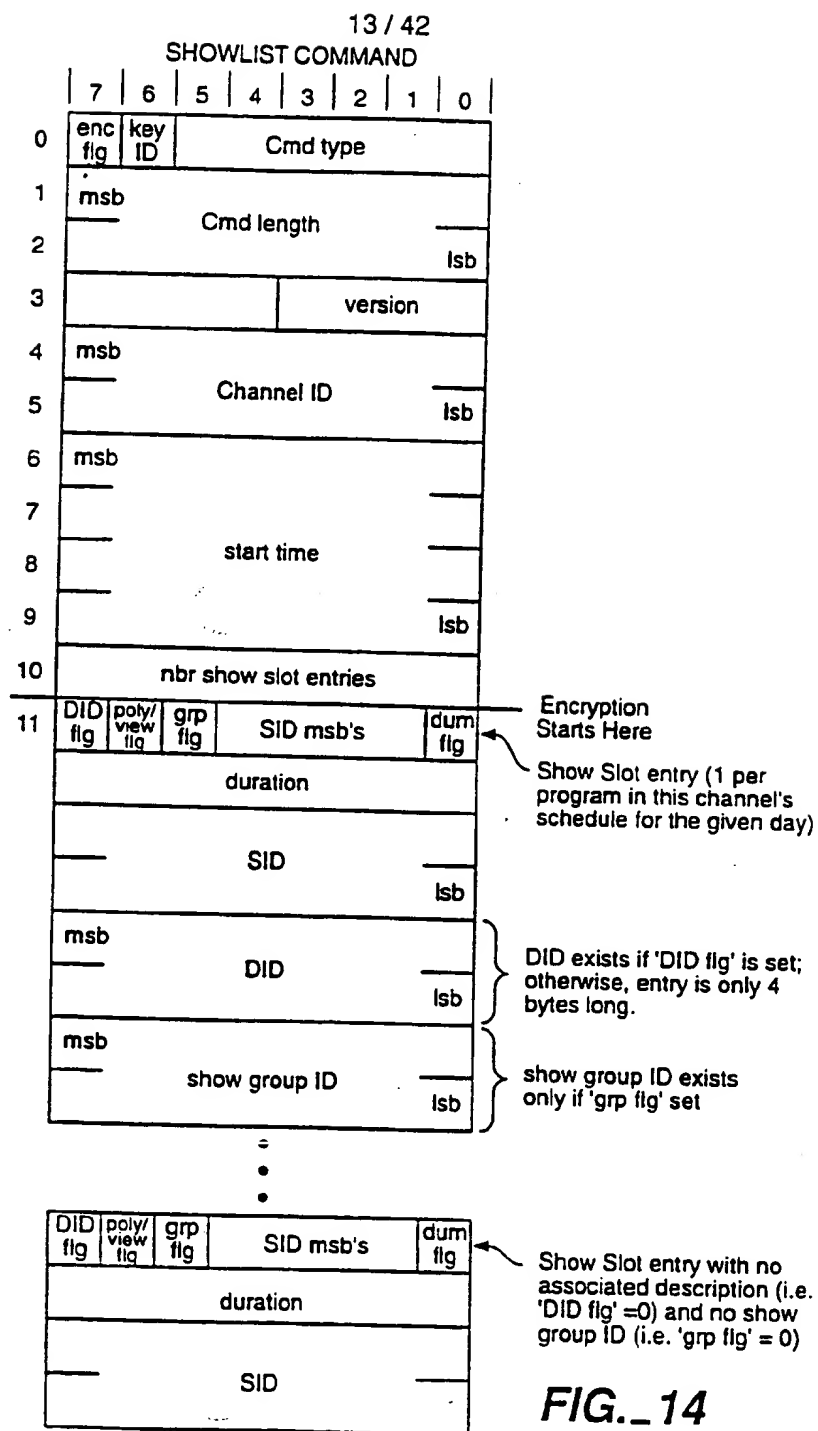 13 / 42
SHOWLIST COMMAND
7 6 5 4 3 2 1 0
0 enc flg key ID Cmd type
1 msb
Cmd length
2 lsb
3 version
4 msb
Channel ID
5 lsb
6 msb
7
start time
8
9 lsb
10 nbr show slot entries
Encryption
Starts Here
11 DID flg poly/view flg grp flg SID msb's dum flg
Show Slot entry (1 per
program in this channel's
schedule for the given day)
duration
SID
lsb
msb
DID
lsb
DID exists if 'DID flg' is set;
otherwise, entry is only 4
bytes long.
msb
show group ID
lsb
show group ID exists
only if 'grp flg' set
DID flg poly/view flg grp flg SID msb's dum flg
Show Slot entry with no
associated description (i.e.
'DID flg' =0) and no show
group ID (i.e. 'grp flg' = 0)
duration
SID
FIG._14